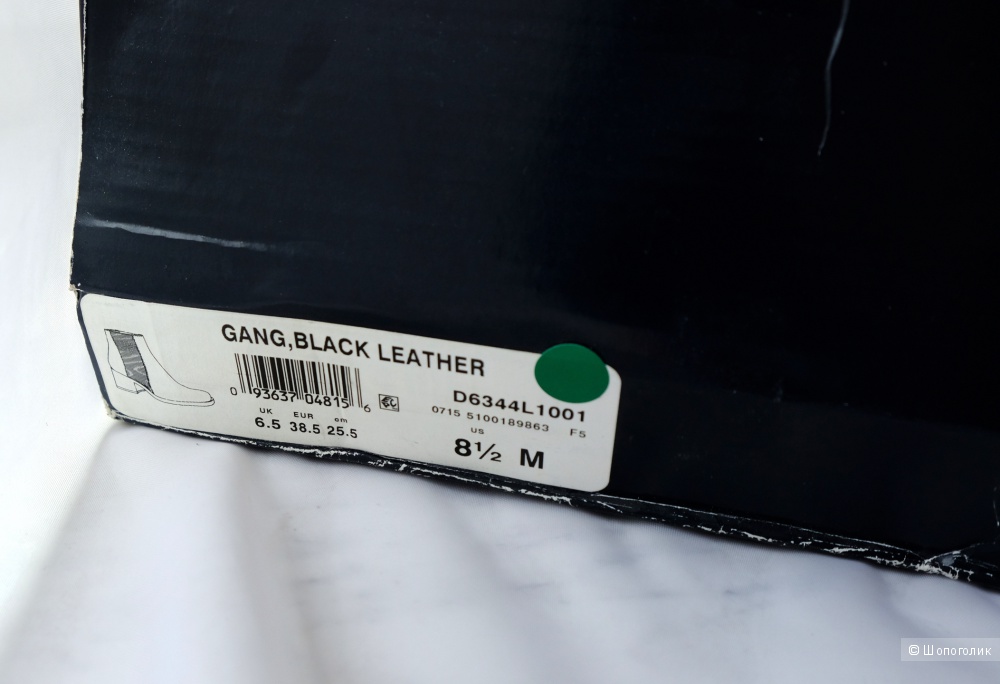 GANG,BLACK LEATHER
0 93637 04815 6
D6344L1001
0715 5100189863 F5
UK EUR cm
6.5 38.5 25.5
US
8½ M
© Шопоголик